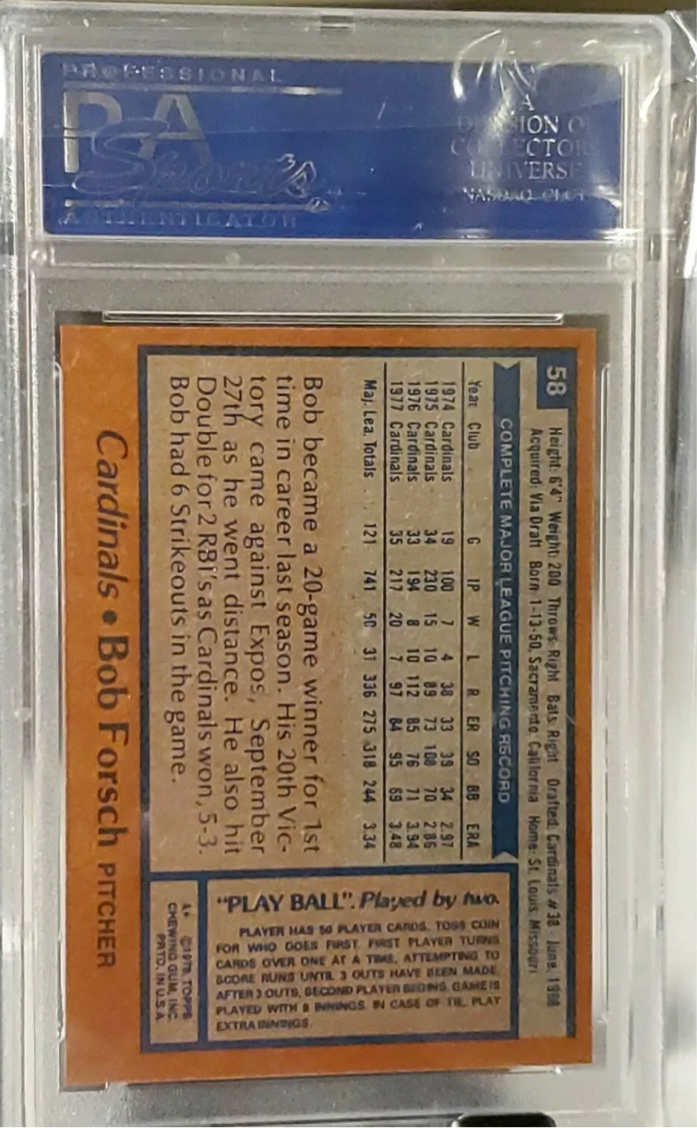 PROFESSIONAL
PSA
Sports
AUTHENTICATOR
A
DIVISION OF
COLLECTORS
UNIVERSE
NASDAQ: CLCT
58
Height: 6'4" Weight: 200 Throws: Right Bats: Right Drafted: Cardinals #38 - June, 1968
Acquired: Via Draft Born: 1-13-50, Sacramento, California Home: St. Louis, Missouri
COMPLETE MAJOR LEAGUE PITCHING RECORD
Year Club G IP W L R ER SO BB ERA
1974 Cardinals 19 100 7 4 38 33 39 34 2.97
1975 Cardinals 34 230 15 10 89 73 108 70 2.86
1976 Cardinals 33 194 8 10 112 85 76 71 3.94
1977 Cardinals 35 217 20 7 97 84 95 69 3.48
Maj. Lea. Totals . . 121 741 50 31 336 275 318 244 3.34
Bob became a 20-game winner for 1st
time in career last season. His 20th Vic-
tory came against Expos, September
27th as he went distance. He also hit
Double for 2 RBI's as Cardinals won, 5-3.
Bob had 6 Strikeouts in the game.
"PLAY BALL". Played by two.
PLAYER HAS 50 PLAYER CARDS. TOSS COIN
FOR WHO GOES FIRST. FIRST PLAYER TURNS
CARDS OVER ONE AT A TIME, ATTEMPTING TO
SCORE RUNS UNTIL 3 OUTS HAVE BEEN MADE.
AFTER 3 OUTS, SECOND PLAYER BEGINS. GAME IS
PLAYED WITH 9 INNINGS. IN CASE OF TIE, PLAY
EXTRA INNINGS.
©1978 TOPPS
CHEWING GUM, INC.
PRTD. IN U.S.A.
Cardinals • Bob Forsch PITCHER